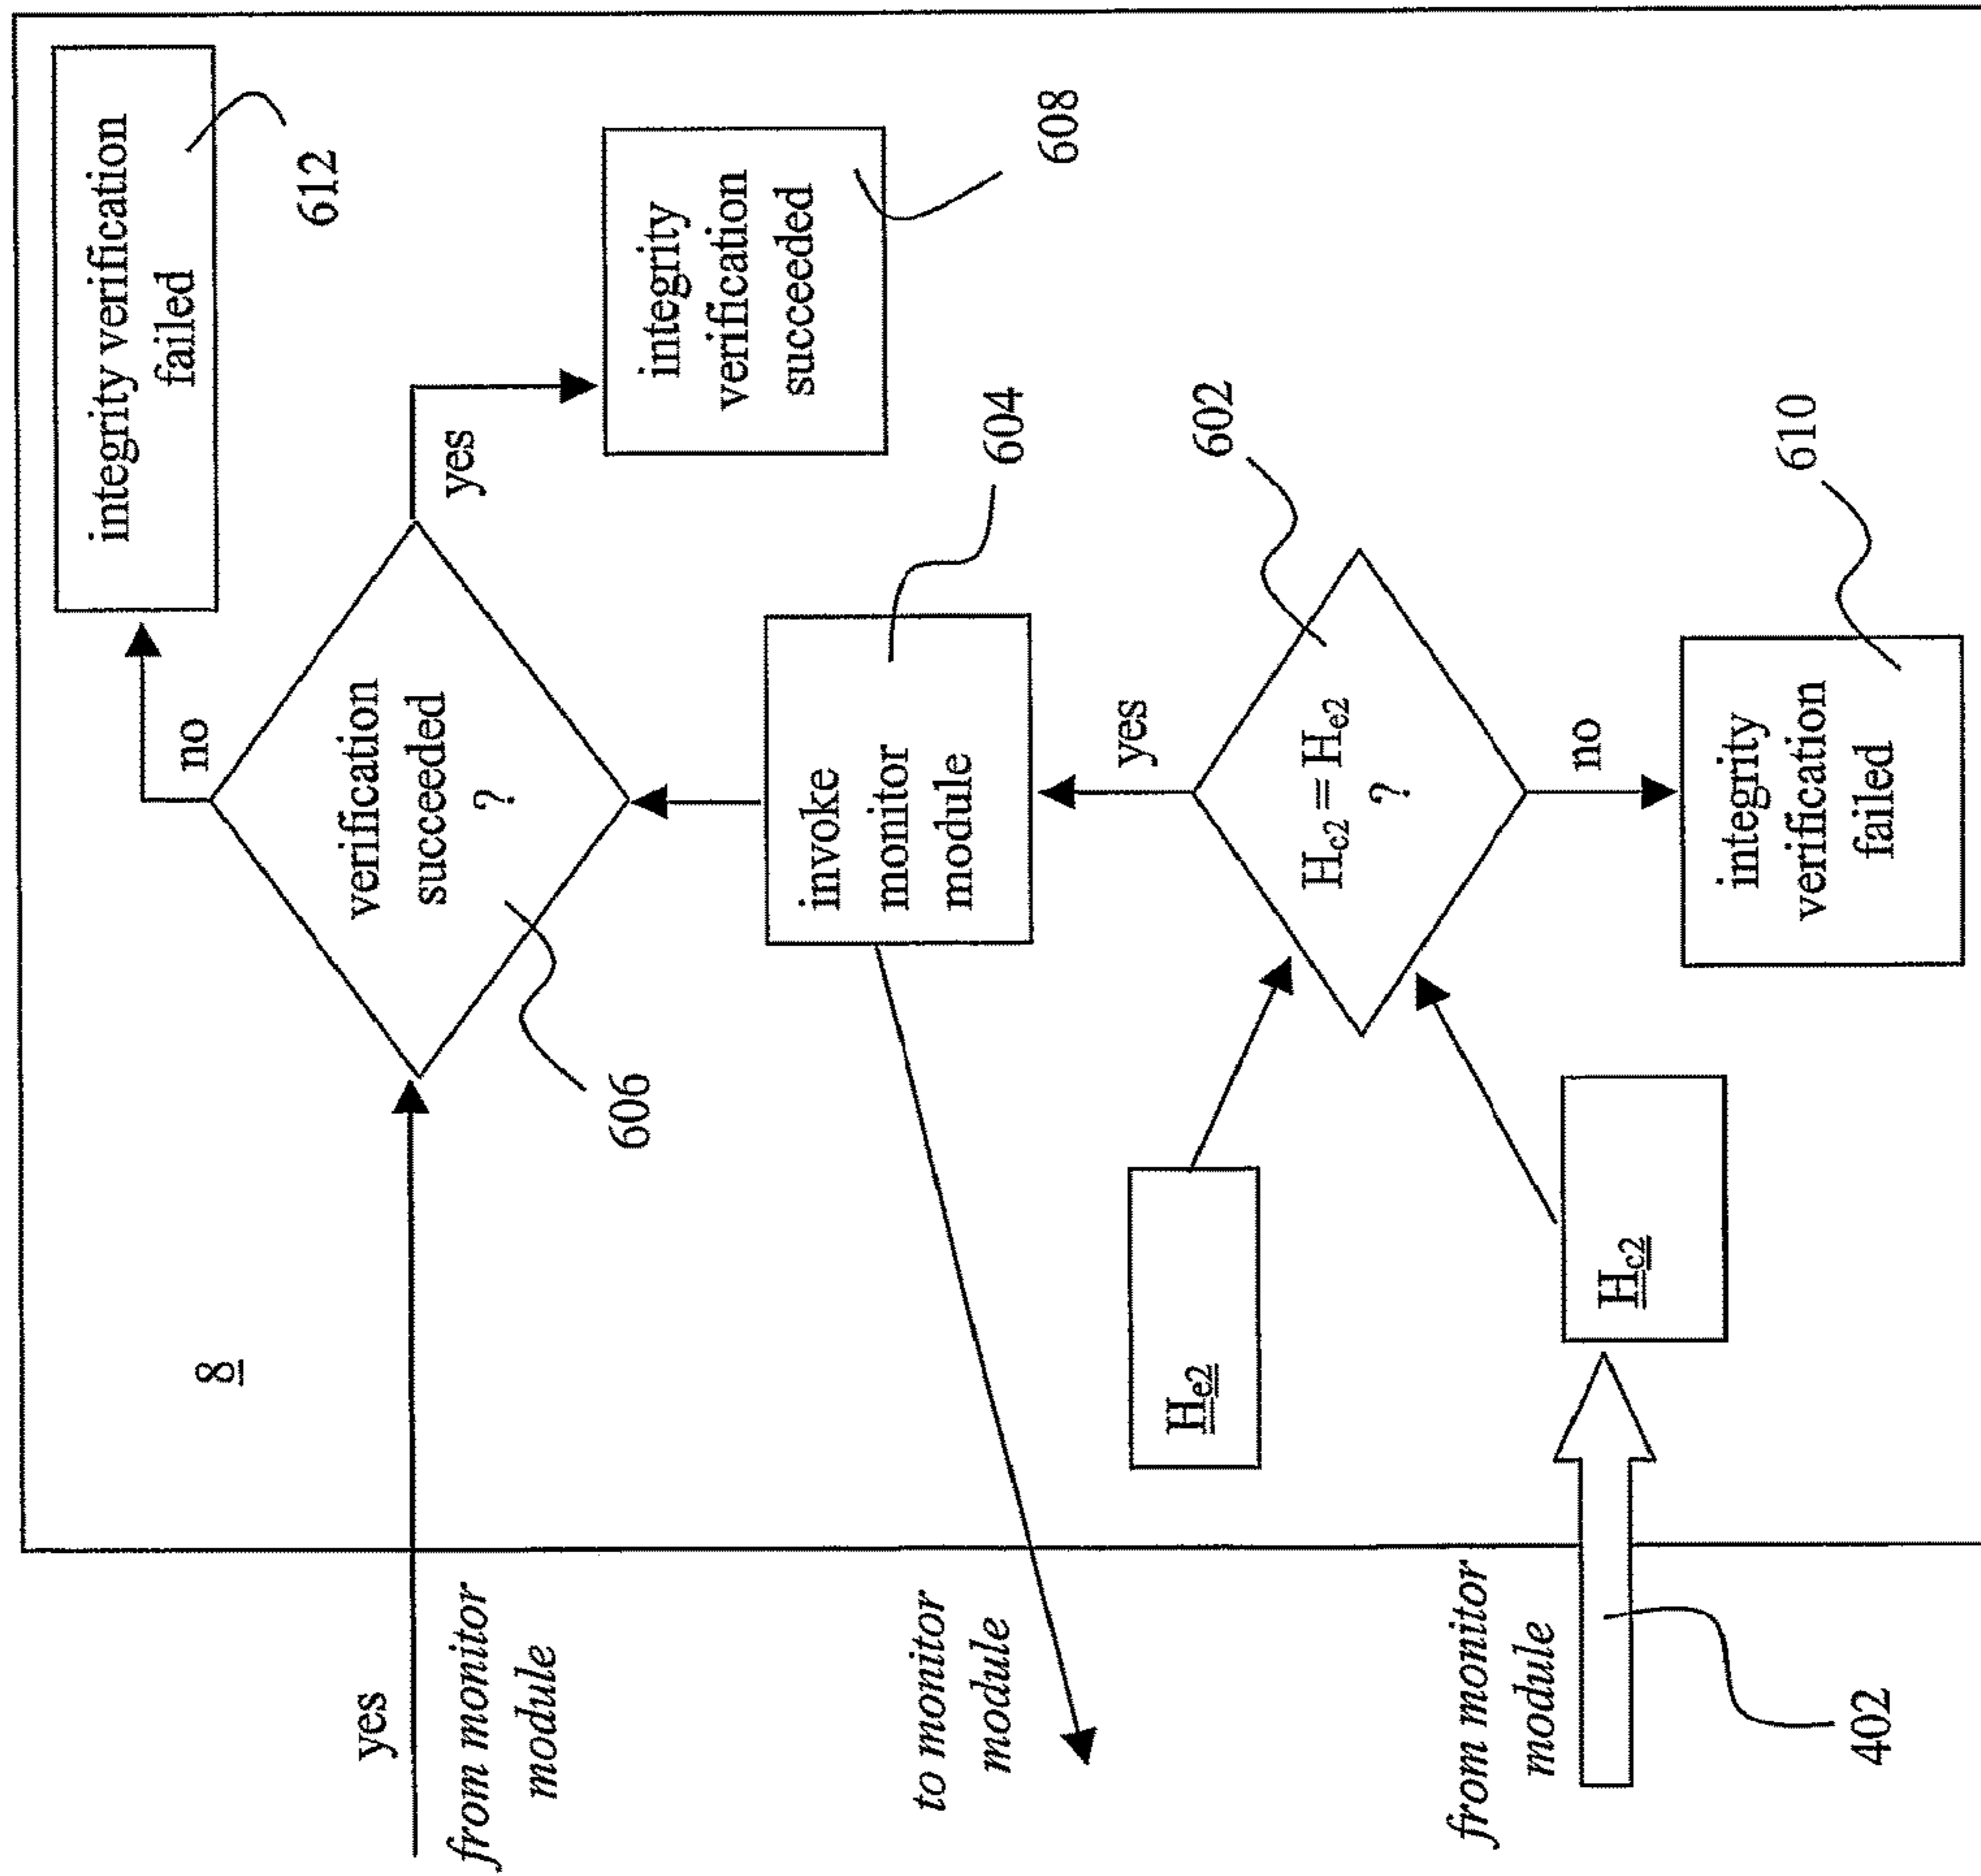 integrity verification
failed
612
no
8
yes
from monitor
module
verification
succeeded
?
yes
606
integrity
verification
succeeded
608
to monitor
module
invoke
monitor
module
604
yes
He2
Hc2 = He2
?
602
from monitor
module
Hc2
no
402
integrity
verification
failed
610